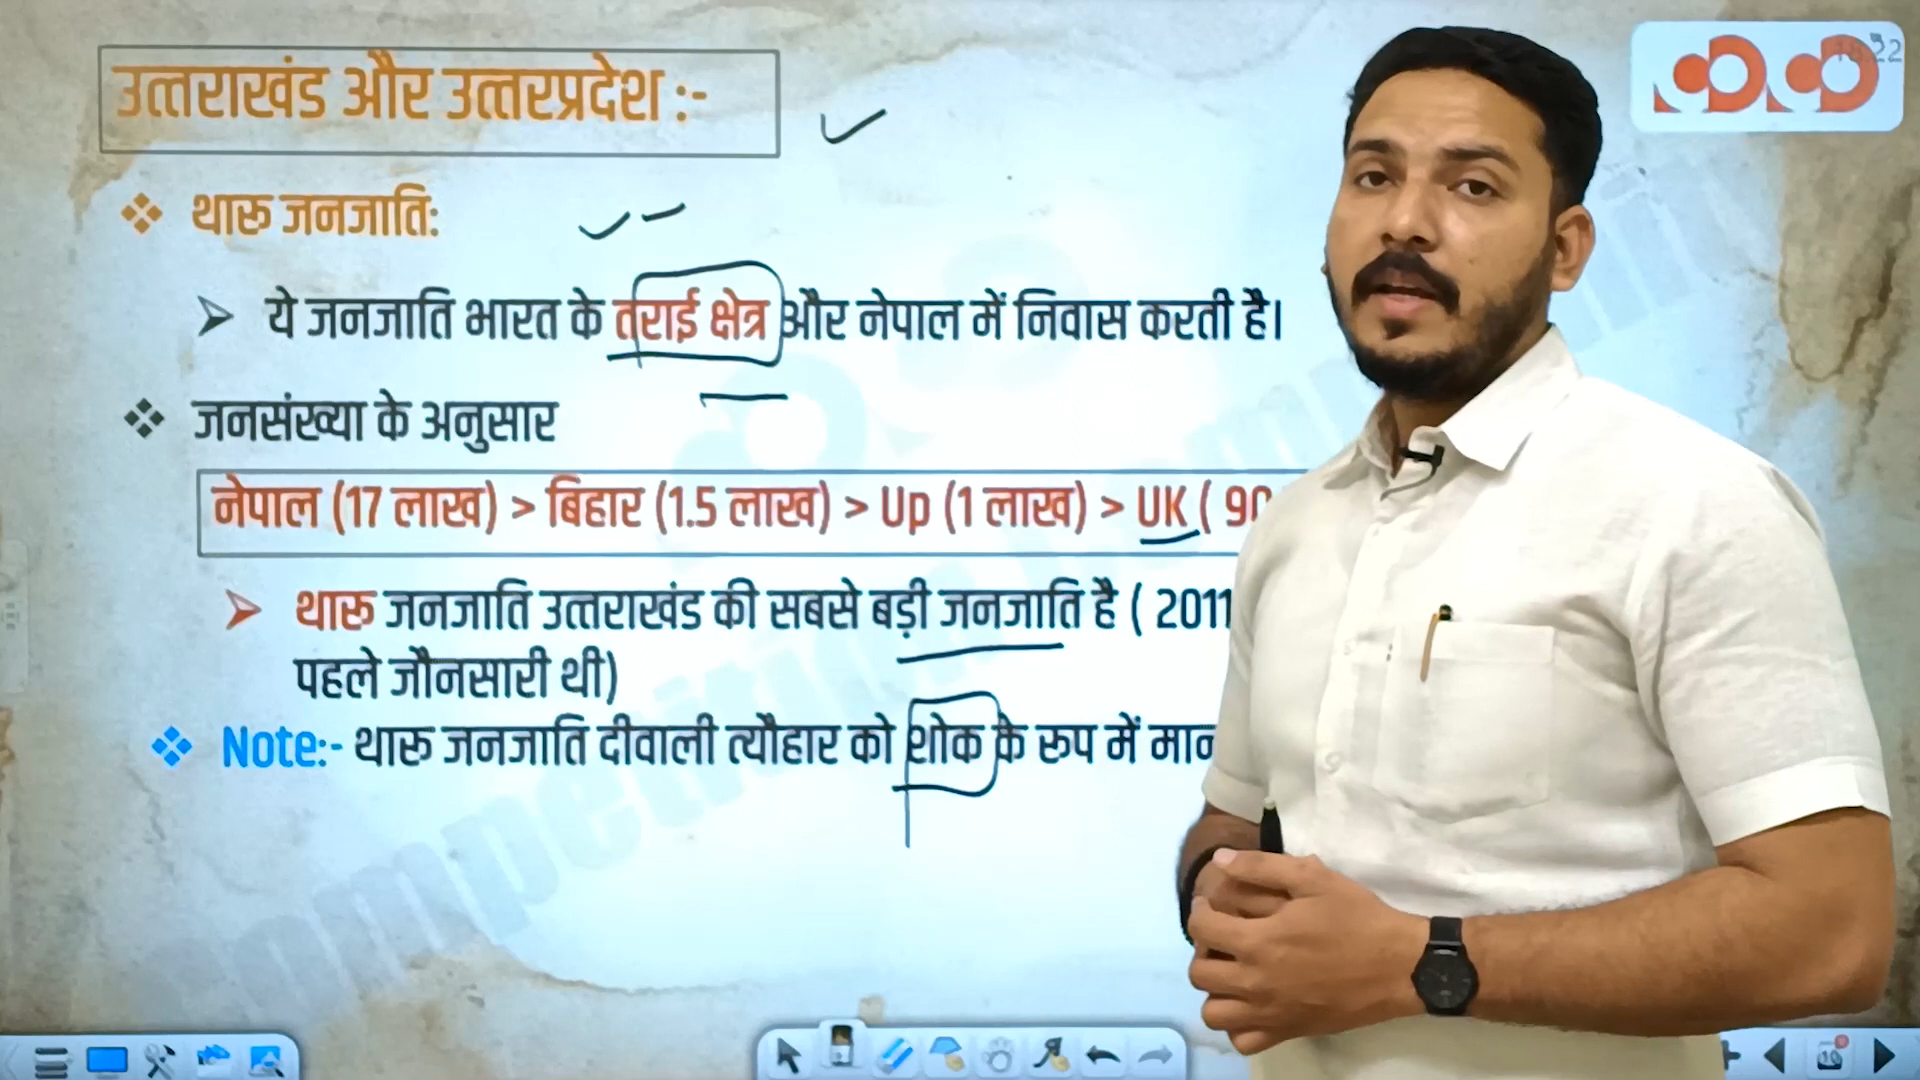 उत्तराखंड और उत्तरप्रदेश :-
थारू जनजाति:
ये जनजाति भारत के तराई क्षेत्र और नेपाल में निवास करती है।
जनसंख्या के अनुसार
नेपाल (17 लाख) > बिहार (1.5 लाख) > Up (1 लाख) > UK ( 90
थारू जनजाति उत्तराखंड की सबसे बड़ी जनजाति है ( 2011
पहले जौनसारी थी)
Note:- थारू जनजाति दीवाली त्यौहार को शोक के रूप में